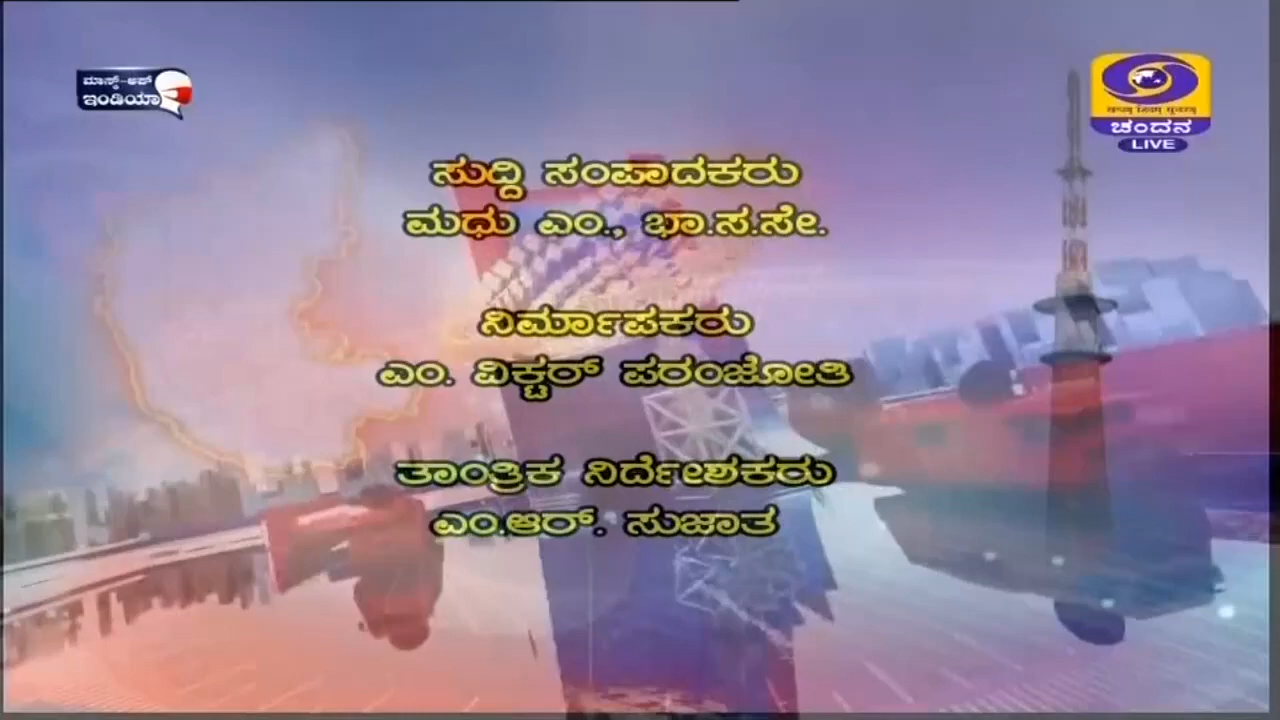 ಮಾಸ್ಕ್-ಅಪ್
ಇಂಡಿಯಾ
ಚಂದನ
LIVE
ಸುದ್ದಿ ಸಂಪಾದಕರು
ಮಧು ಎಂ., ಭಾ.ಸ.ಸೇ.
ನಿರ್ಮಾಪಕರು
ಎಂ. ವಿಕ್ಟರ್ ಪರಂಜೋತಿ
ತಾಂತ್ರಿಕ ನಿರ್ದೇಶಕರು
ಎಂ.ಆರ್. ಸುಜಾತ